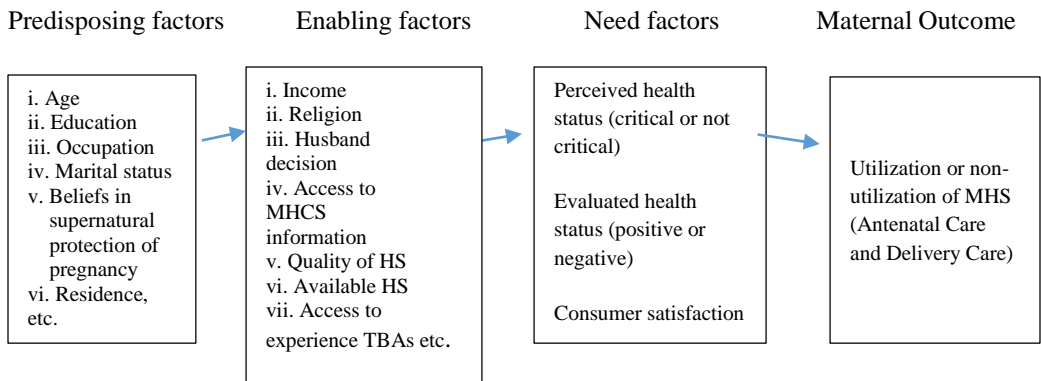 Predisposing factors
Enabling factors
Need factors
Maternal Outcome
i. Age
ii. Education
iii. Occupation
iv. Marital status
v. Beliefs in
supernatural
protection of
pregnancy
vi. Residence,
etc.
i. Income
ii. Religion
iii. Husband
decision
iv. Access to
MHCS
information
v. Quality of HS
vi. Available HS
vii. Access to
experience TBAs etc.
Perceived health
status (critical or not
critical)
Evaluated health
status (positive or
negative)
Consumer satisfaction
Utilization or non-
utilization of MHS
(Antenatal Care
and Delivery Care)